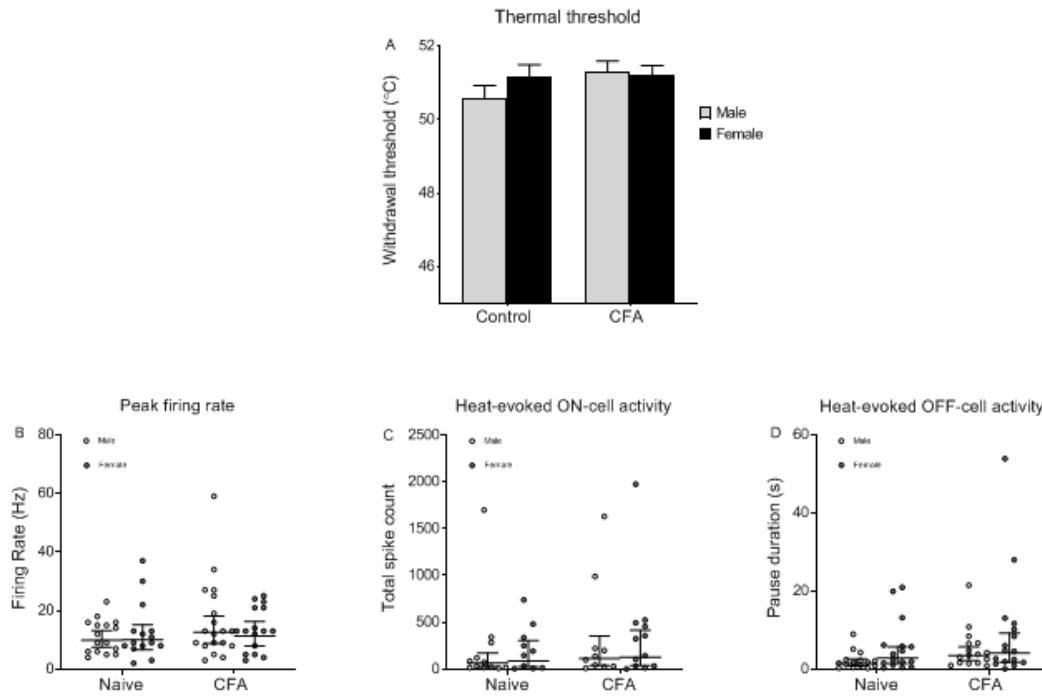 Thermal threshold
A
52
50
48
46
Withdrawal threshold (°C)
Control
CFA
Male
Female
Peak firing rate
B
80
60
40
20
0
Firing Rate (Hz)
Male
Female
Naive
CFA
Heat-evoked ON-cell activity
C
2500
2000
1500
1000
500
0
Total spike count
Male
Female
Naive
CFA
Heat-evoked OFF-cell activity
D
60
40
20
0
Pause duration (s)
Male
Female
Naive
CFA